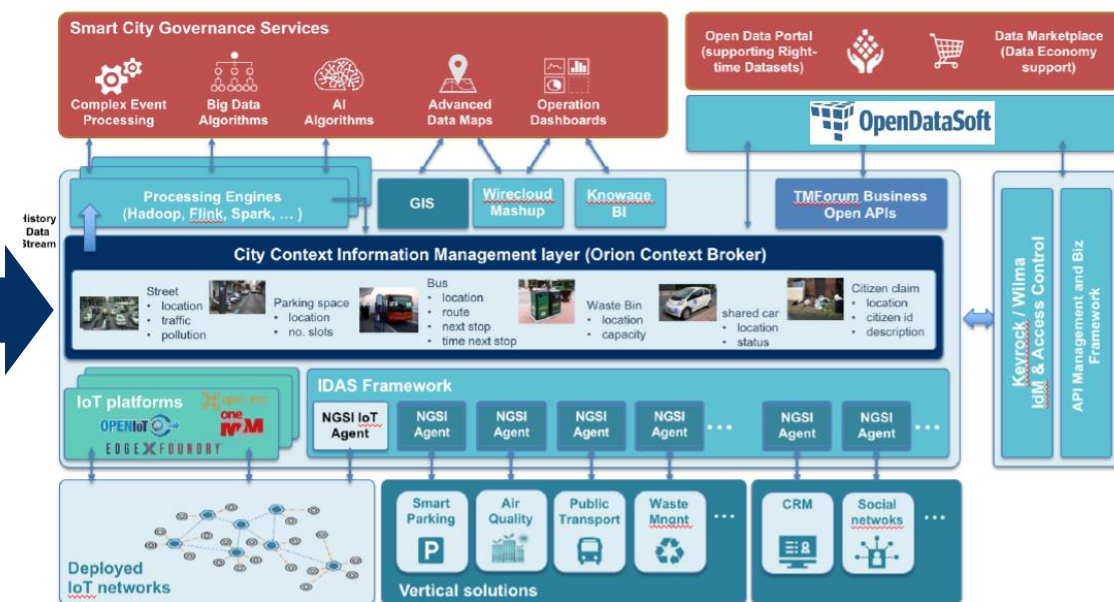 Smart City Governance Services
Complex Event
Processing
Big Data
Algorithms
AI
Algorithms
Advanced
Data Maps
Operation
Dashboards
Open Data Portal
(supporting Right-
time Datasets)
Data Marketplace
(Data Economy
support)
OpenDataSoft
Processing Engines
(Hadoop, Flink, Spark, ... )
GIS
Wirecloud
Mashup
Knowage
BI
TMForum Business
Open APIs
History
Data
Stream
City Context Information Management layer (Orion Context Broker)
Street
• location
• traffic
• pollution
Parking space
• location
• no. slots
Bus
• location
• route
• next stop
• time next stop
Waste Bin
• location
• capacity
shared car
• location
• status
Citizen claim
• location
• citizen id
• description
Keyrock / Wilma
IdM & Access Control
API Management and Biz
Framework
IoT platforms
OPENIoT
one
M2M
EDGE X FOUNDRY
IDAS Framework
NGSI IoT
Agent
NGSI
Agent
NGSI
Agent
NGSI
Agent
NGSI
Agent
...
NGSI
Agent
NGSI
Agent
...
Deployed
IoT networks
Smart
Parking
P
Air
Quality
Public
Transport
Waste
Mngnt
...
Vertical solutions
CRM
Social
netwoks
...